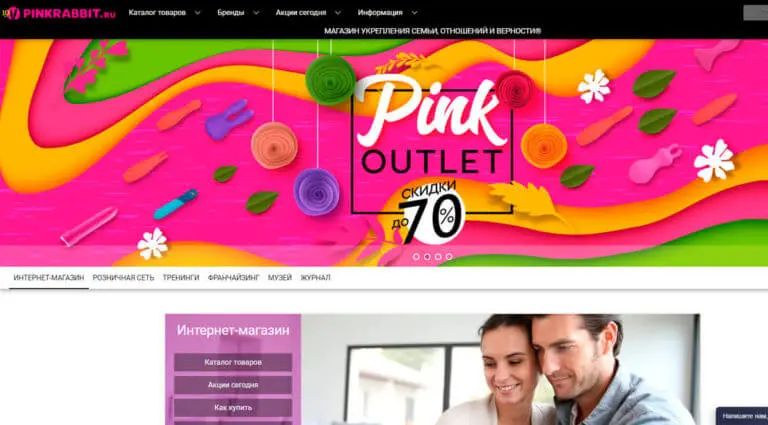 PINKRABBIT.RU
Каталог товаров Бренды Акции сегодня Информация
МАГАЗИН УКРЕПЛЕНИЯ СЕМЬИ, ОТНОШЕНИЙ И ВЕРНОСТИ®
Pink
OUTLET
СКИДКИ
ДО 70%
ИНТЕРНЕТ-МАГАЗИН РОЗНИЧНАЯ СЕТЬ ТРЕНИНГИ ФРАНЧАЙЗИНГ МУЗЕЙ ЖУРНАЛ
Интернет-магазин
Каталог товаров
Акции сегодня
Как купить
Напишите нам,